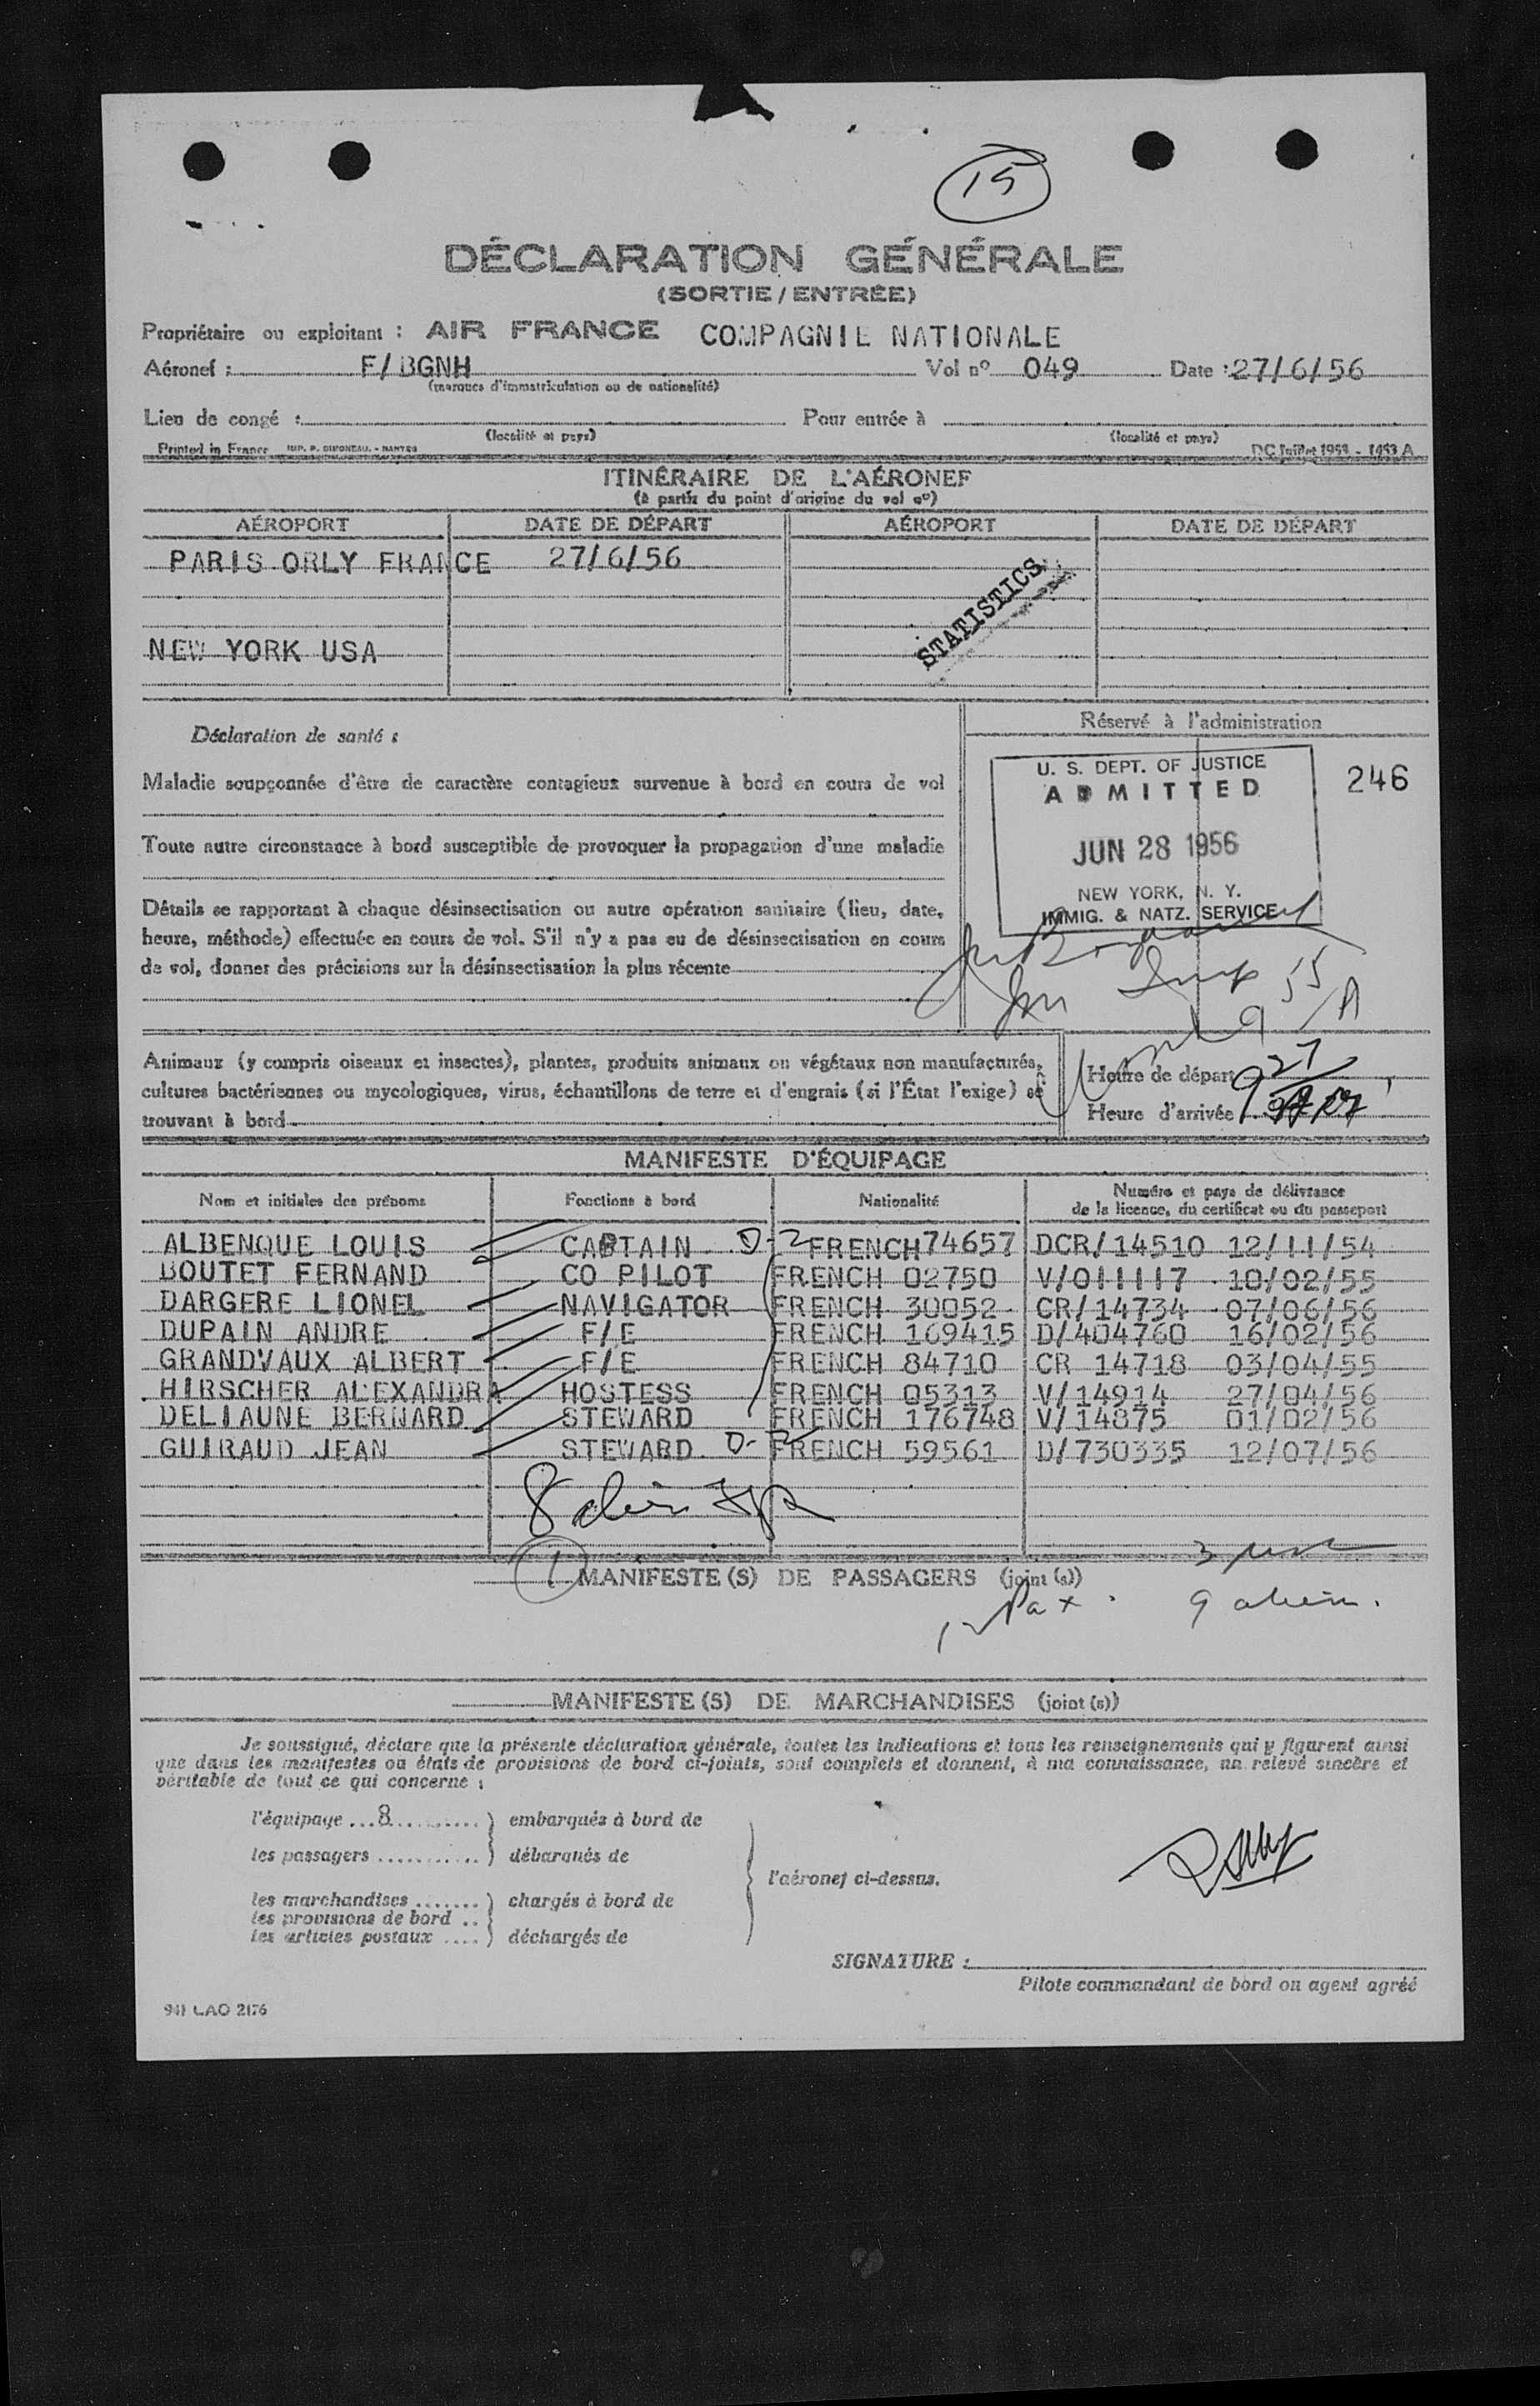 15
DÉCLARATION GÉNÉRALE
(SORTIE / ENTRÉE)
Propriétaire ou exploitant : AIR FRANCE COMPAGNIE NATIONALE
Aéronef : F/BGNH Vol nº 049 Date : 27/6/56
(marques d'immatriculation ou de nationalité)
Lieu de congé : Pour entrée à
(localité et pays) (localité et pays)
Printed in France IMP. P. DUGONEAU. - NANTES DC Juillet 1953 - 1453 A
ITINÉRAIRE DE L'AÉRONEF
(à partir du point d'origine du vol nº)
AÉROPORT DATE DE DÉPART AÉROPORT DATE DE DÉPART
PARIS ORLY FRANCE 27/6/56
STATISTICS
NEW YORK USA
Réservé à l'administration
Déclaration de santé :
U. S. DEPT. OF JUSTICE
ADMITTED
246
Maladie soupçonnée d'être de caractère contagieux survenue à bord en cours de vol
JUN 28 1956
Toute autre circonstance à bord susceptible de provoquer la propagation d'une maladie
NEW YORK, N. Y.
IMMIG. & NATZ. SERVICE
Détails se rapportant à chaque désinsectisation ou autre opération sanitaire (lieu, date,
heure, méthode) effectuée en cours de vol. S'il n'y a pas eu de désinsectisation en cours
de vol, donner des précisions sur la désinsectisation la plus récente
Animaux (y compris oiseaux et insectes), plantes, produits animaux ou végétaux non manufacturés,
cultures bactériennes ou mycologiques, virus, échantillons de terre et d'engrais (si l'État l'exige) se
trouvant à bord
Heure de départ
Heure d'arrivée
MANIFESTE D'ÉQUIPAGE
Nom et initiales des prénoms Fonctions à bord Nationalité Numéro et pays de délivrance
de la licence, du certificat ou du passeport
ALBENQUE LOUIS CAPTAIN D-2 FRENCH 74657 DCR/14510 12/11/54
BOUTET FERNAND CO PILOT FRENCH 02750 V/011117 10/02/55
DARGERE LIONEL NAVIGATOR FRENCH 30052 CR/14734 07/06/56
DUPAIN ANDRE F/E FRENCH 169415 D/404760 16/02/56
GRANDVAUX ALBERT F/E FRENCH 84710 CR 14718 03/04/55
HIRSCHER ALEXANDRA HOSTESS FRENCH 05313 V/14914 27/04/56
DELIAUNE BERNARD STEWARD FRENCH 176748 V/14875 01/02/56
GUIRAUD JEAN STEWARD D-2 FRENCH 59561 D/730335 12/07/56
1 MANIFESTE (S) DE PASSAGERS (joint (s))
Pax 9 alien.
MANIFESTE (S) DE MARCHANDISES (joint (s))
Je soussigné, déclare que la présente déclaration générale, toutes les indications et tous les renseignements qui y figurent ainsi
que dans les manifestes ou états de provisions de bord ci-joints, sont complets et donnent, à ma connaissance, un relevé sincère et
véritable de tout ce qui concerne :
l'équipage ...8.......... ) embarqués à bord de
les passagers ............ ) débarqués de
l'aéronef ci-dessus.
les marchandises ....... ) chargés à bord de
les provisions de bord ..
les articles postaux .... ) déchargés de
SIGNATURE :
Pilote commandant de bord ou agent agréé
941 LAO 2176